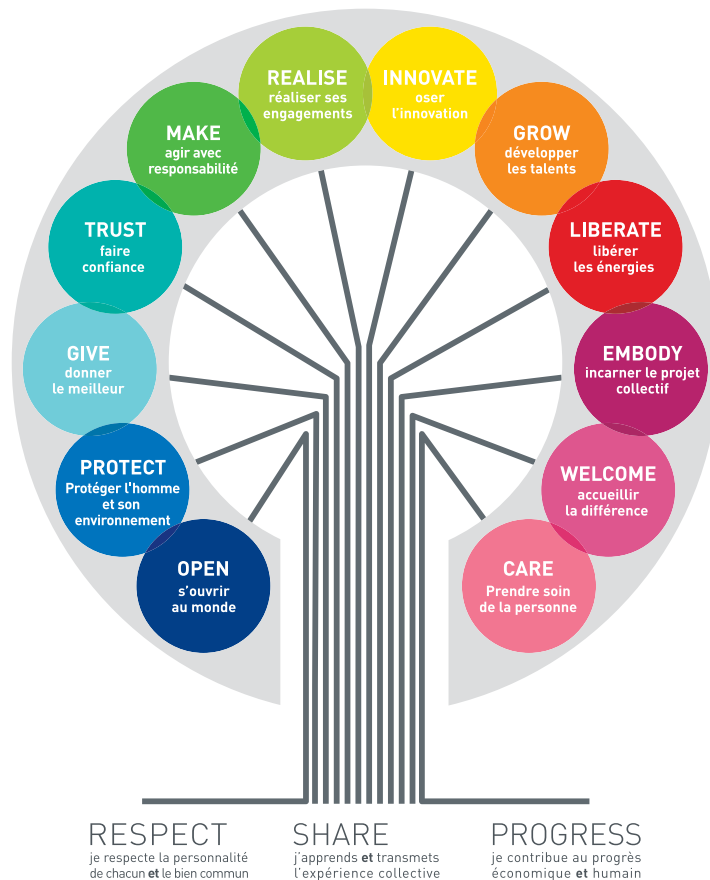 REALISE
réaliser ses
engagements
INNOVATE
oser
l'innovation
MAKE
agir avec
responsabilité
GROW
développer
les talents
TRUST
faire
confiance
LIBERATE
libérer
les énergies
GIVE
donner
le meilleur
EMBODY
incarner le projet
collectif
PROTECT
Protéger l'homme
et son
environnement
WELCOME
accueillir
la différence
OPEN
s'ouvrir
au monde
CARE
Prendre soin
de la personne
RESPECT
je respecte la personnalité
de chacun et le bien commun
SHARE
j'apprends et transmets
l'expérience collective
PROGRESS
je contribue au progrès
économique et humain